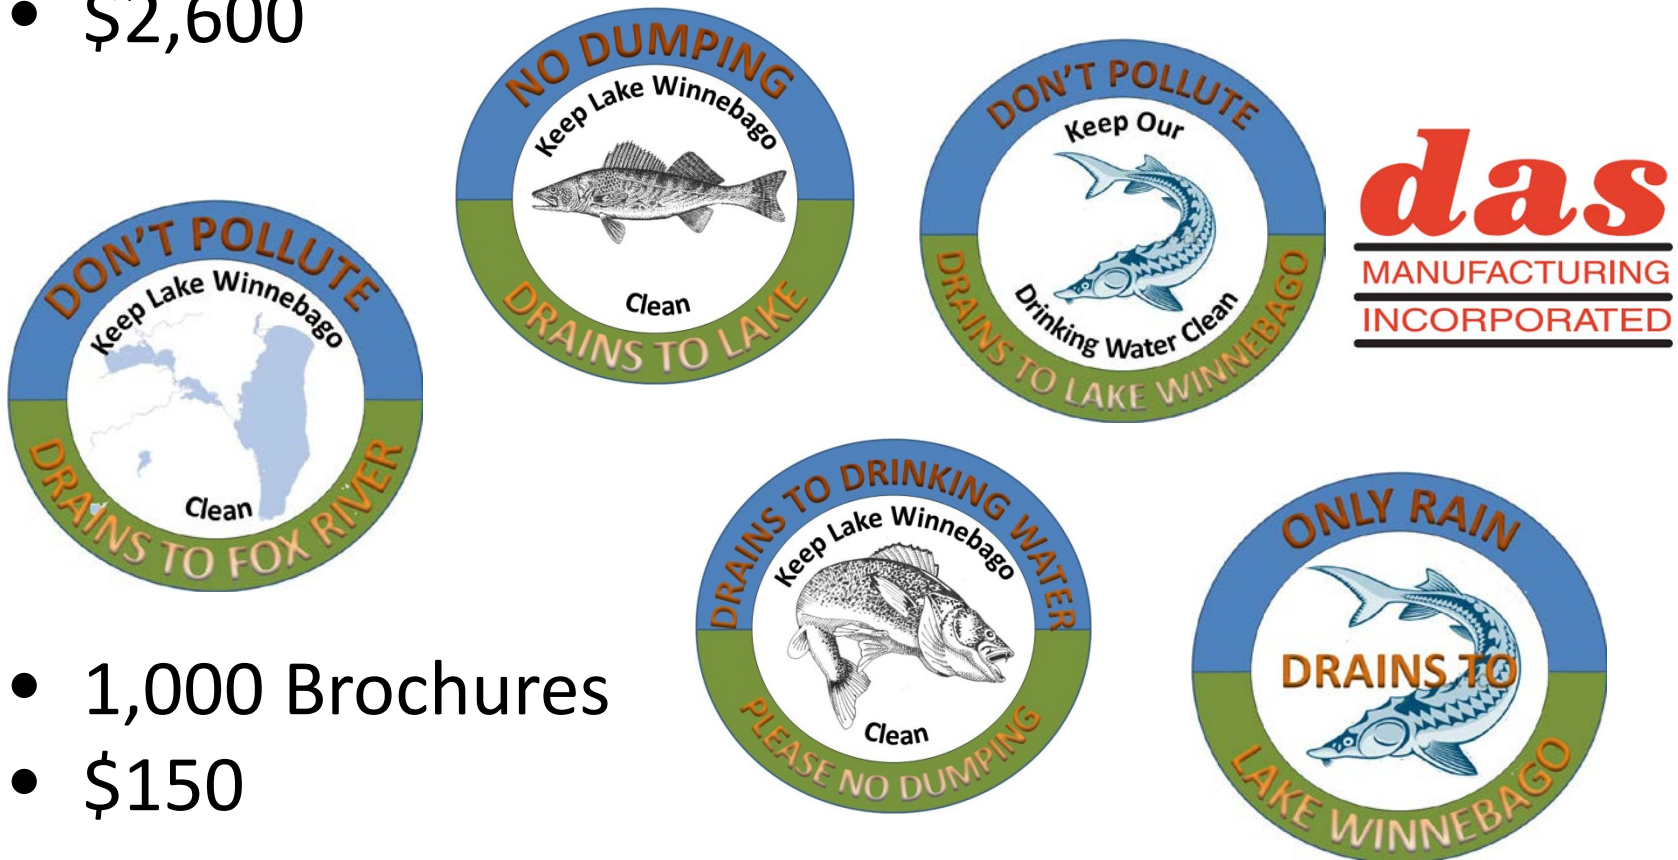 • $2,600
NO DUMPING
Keep Lake Winnebago
Clean
DRAINS TO LAKE
DON'T POLLUTE
Keep Our
Drinking Water Clean
DRAINS TO LAKE WINNEBAGO
das
MANUFACTURING
INCORPORATED
DON'T POLLUTE
Keep Lake Winnebago
Clean
DRAINS TO FOX RIVER
DRAINS TO DRINKING WATER
Keep Lake Winnebago
Clean
PLEASE NO DUMPING
ONLY RAIN
DRAINS TO
LAKE WINNEBAGO
• 1,000 Brochures
• $150